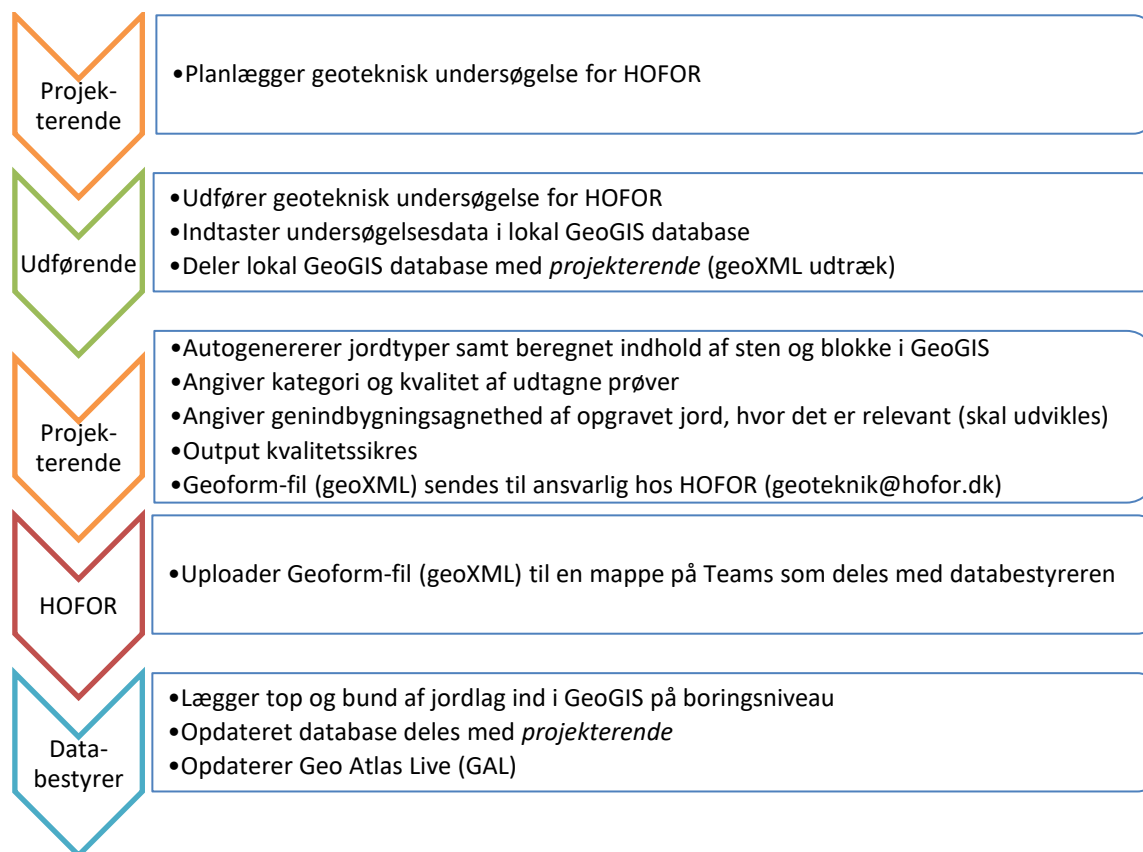 Projek-
terende
•Planlægger geoteknisk undersøgelse for HOFOR
Udførende
•Udfører geoteknisk undersøgelse for HOFOR
•Indtaster undersøgelsesdata i lokal GeoGIS database
•Deler lokal GeoGIS database med projekterende (geoXML udtræk)
Projek-
terende
•Autogenererer jordtyper samt beregnet indhold af sten og blokke i GeoGIS
•Angiver kategori og kvalitet af udtagne prøver
•Angiver genindbygningsagnethed af opgravet jord, hvor det er relevant (skal udvikles)
•Output kvalitetssikres
•Geoform-fil (geoXML) sendes til ansvarlig hos HOFOR (geoteknik@hofor.dk)
HOFOR
•Uploader Geoform-fil (geoXML) til en mappe på Teams som deles med databestyreren
Data-
bestyrer
•Lægger top og bund af jordlag ind i GeoGIS på boringsniveau
•Opdateret database deles med projekterende
•Opdaterer Geo Atlas Live (GAL)